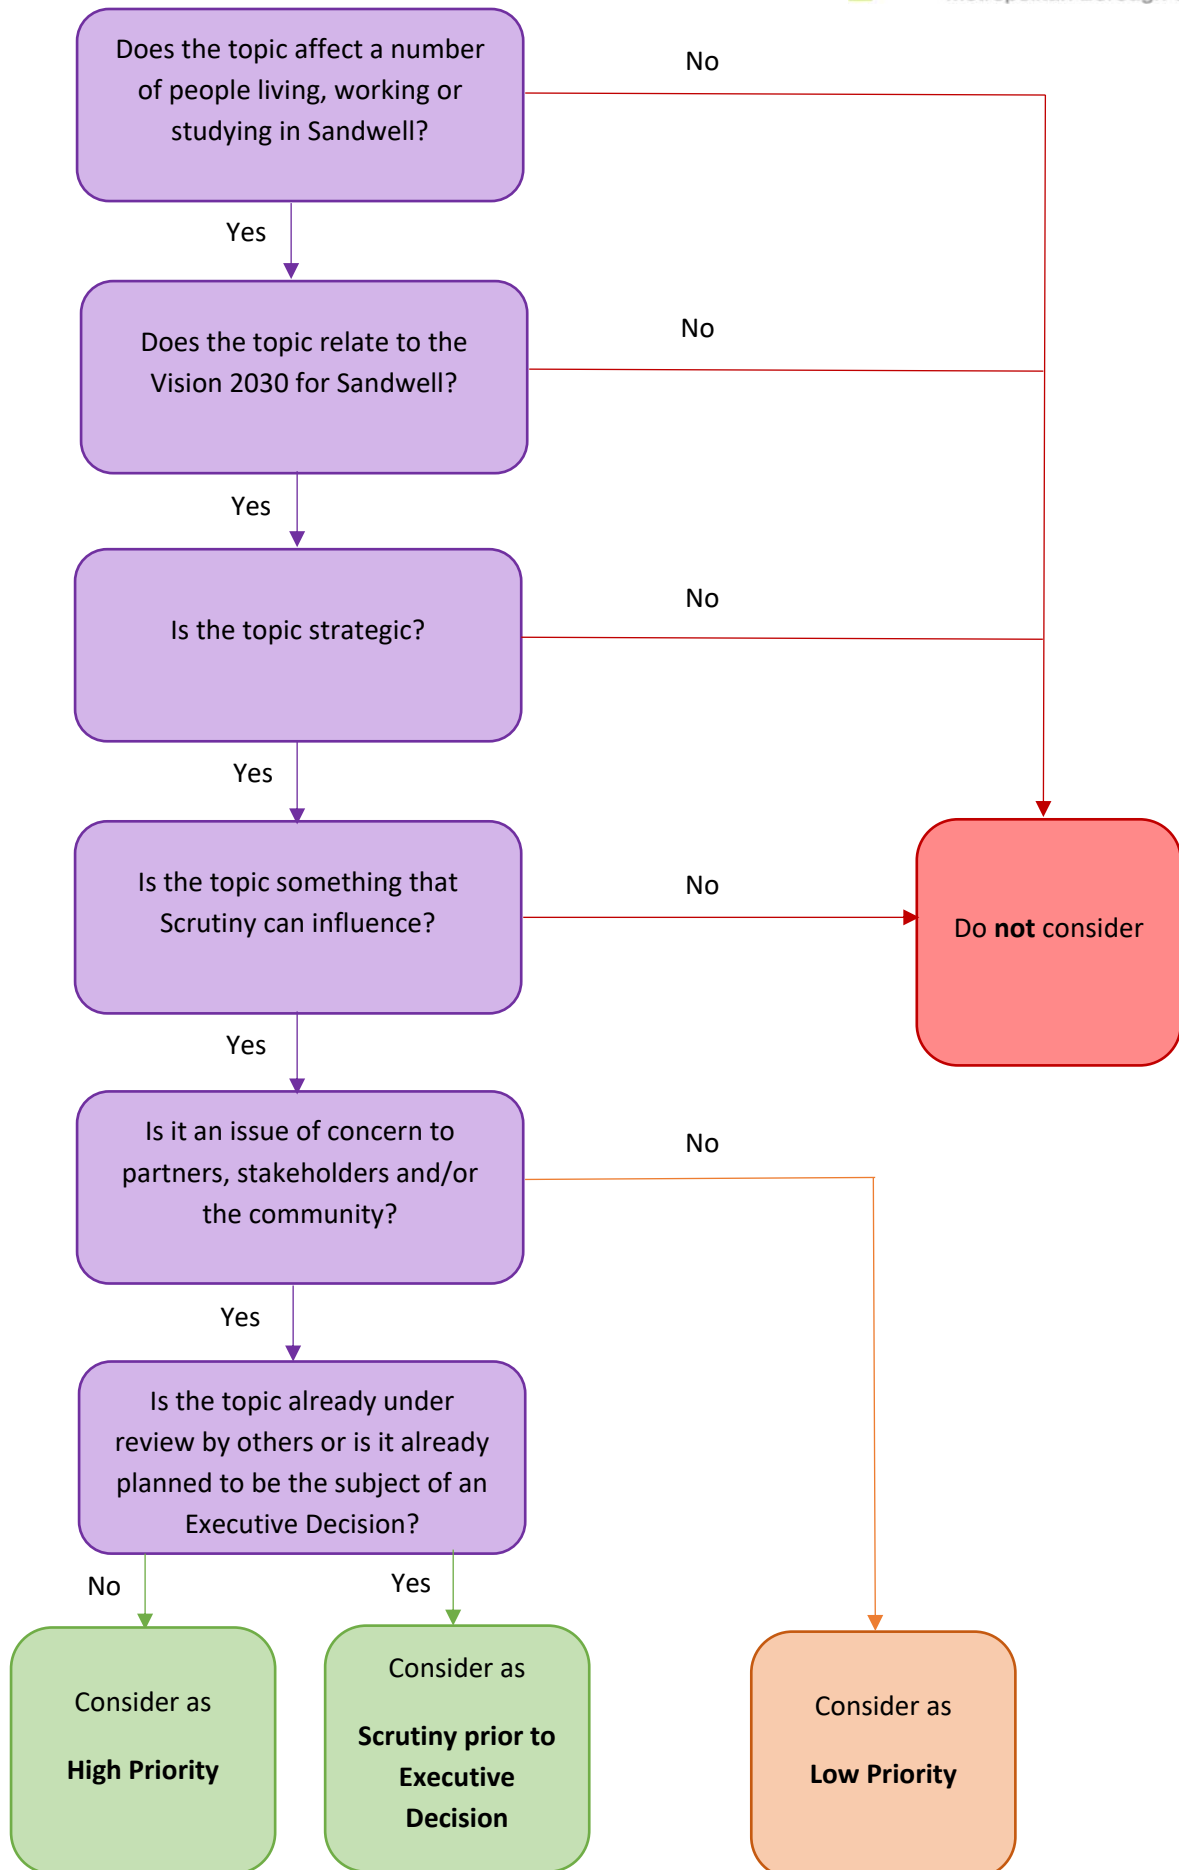 Does the topic affect a number
of people living, working or
studying in Sandwell?
No
Yes
Does the topic relate to the
Vision 2030 for Sandwell?
No
Yes
Is the topic strategic?
No
Yes
Is the topic something that
Scrutiny can influence?
No
Do not consider
Yes
Is it an issue of concern to
partners, stakeholders and/or
the community?
No
Yes
Is the topic already under
review by others or is it already
planned to be the subject of an
Executive Decision?
No
Yes
Consider as
High Priority
Consider as
Scrutiny prior to
Executive
Decision
Consider as
Low Priority